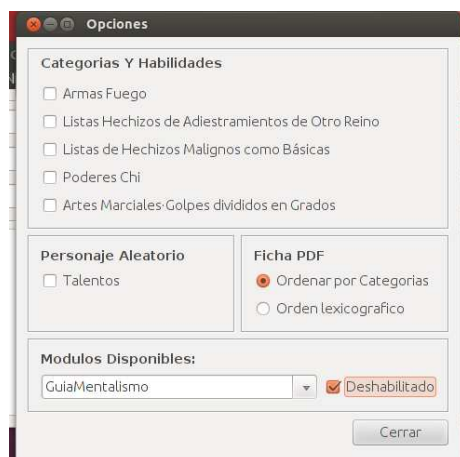 Opciones
Categorias Y Habilidades
Armas Fuego
Listas Hechizos de Adiestramientos de Otro Reino
Listas de Hechizos Malignos como Básicas
Poderes Chi
Artes Marciales·Golpes divididos en Grados
Personaje Aleatorio
Talentos
Ficha PDF
Ordenar por Categorias
Orden lexicografico
Modulos Disponibles:
GuiaMentalismo
Deshabilitado
Cerrar